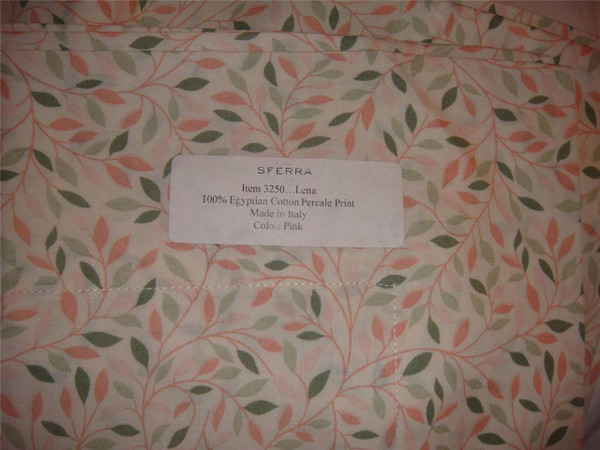 SFERRA
Item 3250...Lena
100% Egyptian Cotton Percale Print
Made in Italy
Color: Pink